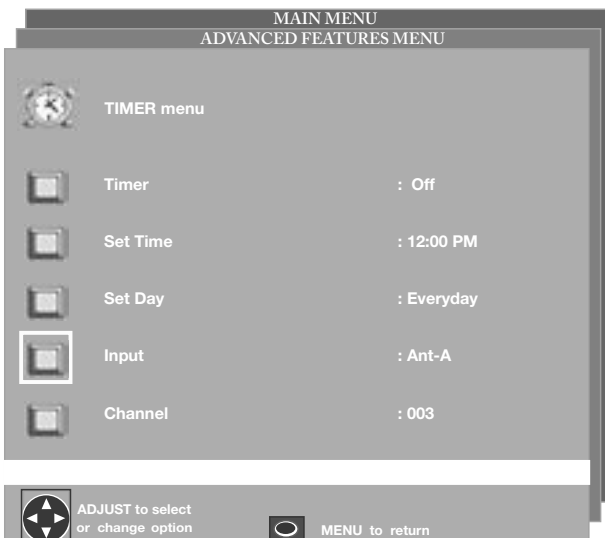 MAIN MENU
ADVANCED FEATURES MENU
TIMER menu
Timer : Off
Set Time : 12:00 PM
Set Day : Everyday
Input : Ant-A
Channel : 003
ADJUST to select
or change option
MENU to return